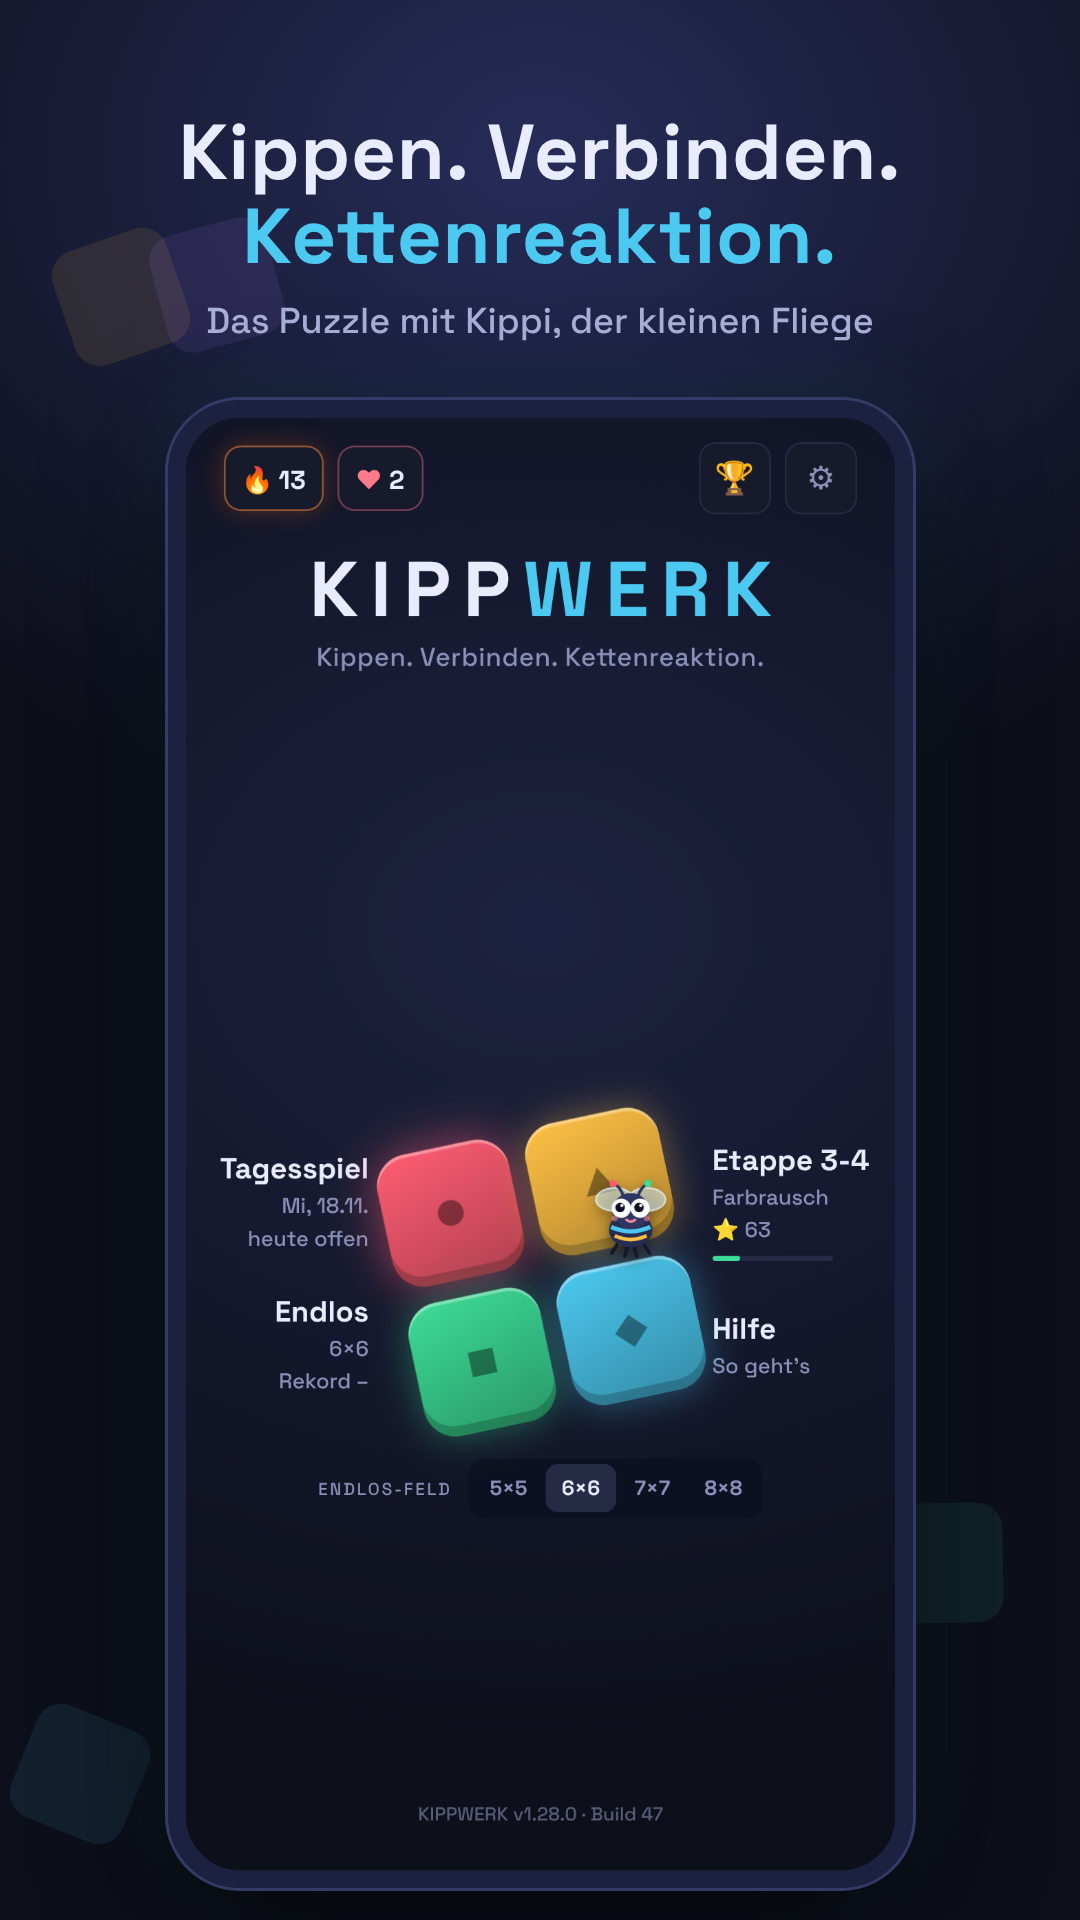 Kippen. Verbinden.
Kettenreaktion.
Das Puzzle mit Kippi, der kleinen Fliege
13
2
KIPPWERK
Kippen. Verbinden. Kettenreaktion.
Tagesspiel
Mi, 18.11.
heute offen
Etappe 3-4
Farbrausch
63
Endlos
6×6
Rekord –
Hilfe
So geht's
ENDLOS-FELD 5×5 6×6 7×7 8×8
KIPPWERK v1.28.0 · Build 47